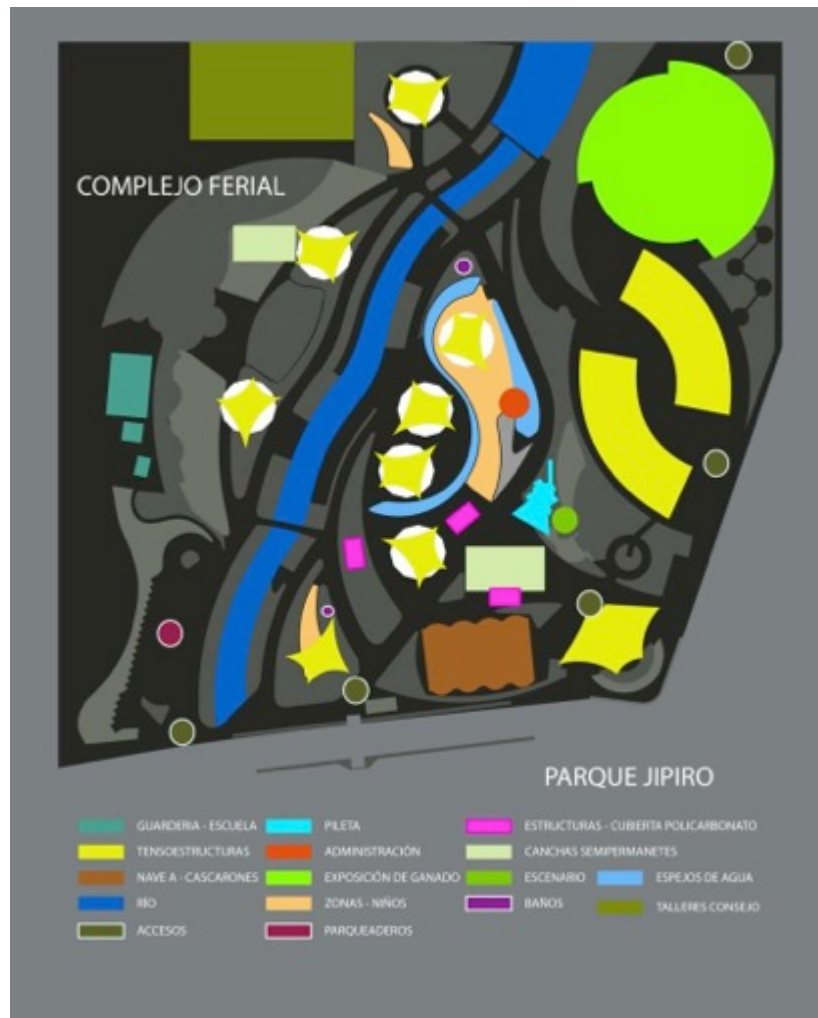 COMPLEJO FERIAL
PARQUE JIPIRO
GUARDERIA - ESCUELA
PILETA
ESTRUCTURAS - CUBIERTA POLICARBONATO
TENSOESTRUCTURAS
ADMINISTRACIÓN
CANCHAS SEMIPERMANETES
NAVE A - CASCARONES
EXPOSICIÓN DE GANADO
ESCENARIO
ESPEJOS DE AGUA
RÍO
ZONAS - NIÑOS
BAÑOS
TALLERES CONSEJO
ACCESOS
PARQUEADEROS